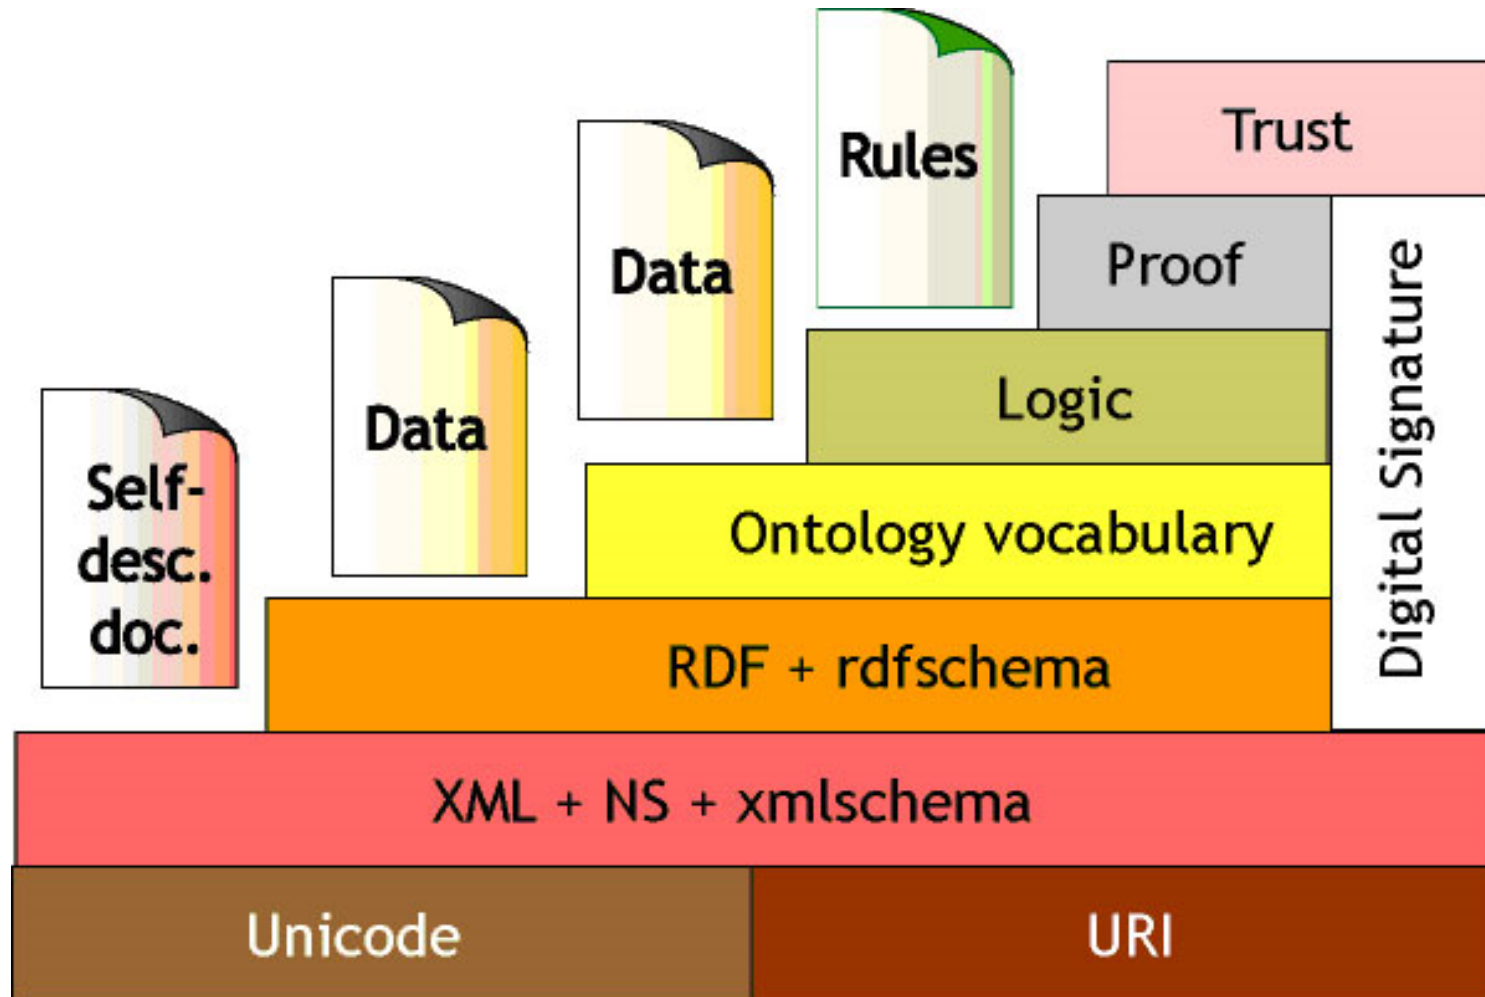 Rules
Trust
Data
Proof
Data
Logic
Self-
desc.
doc.
Digital Signature
Ontology vocabulary
RDF + rdfschema
XML + NS + xmlschema
Unicode
URI